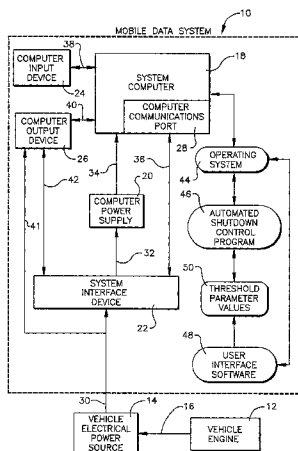 MOBILE DATA SYSTEM
10
COMPUTER INPUT DEVICE
24
38
SYSTEM COMPUTER
18
COMPUTER COMMUNICATIONS PORT
28
COMPUTER OUTPUT DEVICE
26
40
42
41
34
36
20
COMPUTER POWER SUPPLY
32
SYSTEM INTERFACE DEVICE
22
OPERATING SYSTEM
44
46
AUTOMATED SHUTDOWN CONTROL PROGRAM
50
THRESHOLD PARAMETER VALUES
48
USER INTERFACE SOFTWARE
30
14
VEHICLE ELECTRICAL POWER SOURCE
16
12
VEHICLE ENGINE